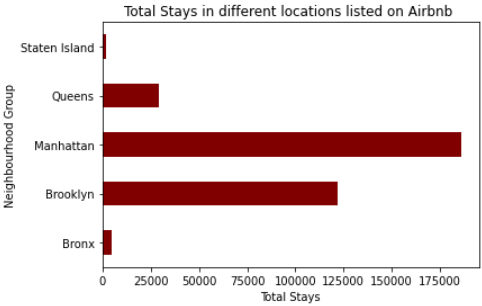 Total Stays in different locations listed on Airbnb
Neighbourhood Group
Staten Island
Queens
Manhattan
Brooklyn
Bronx
0 25000 50000 75000 100000 125000 150000 175000
Total Stays